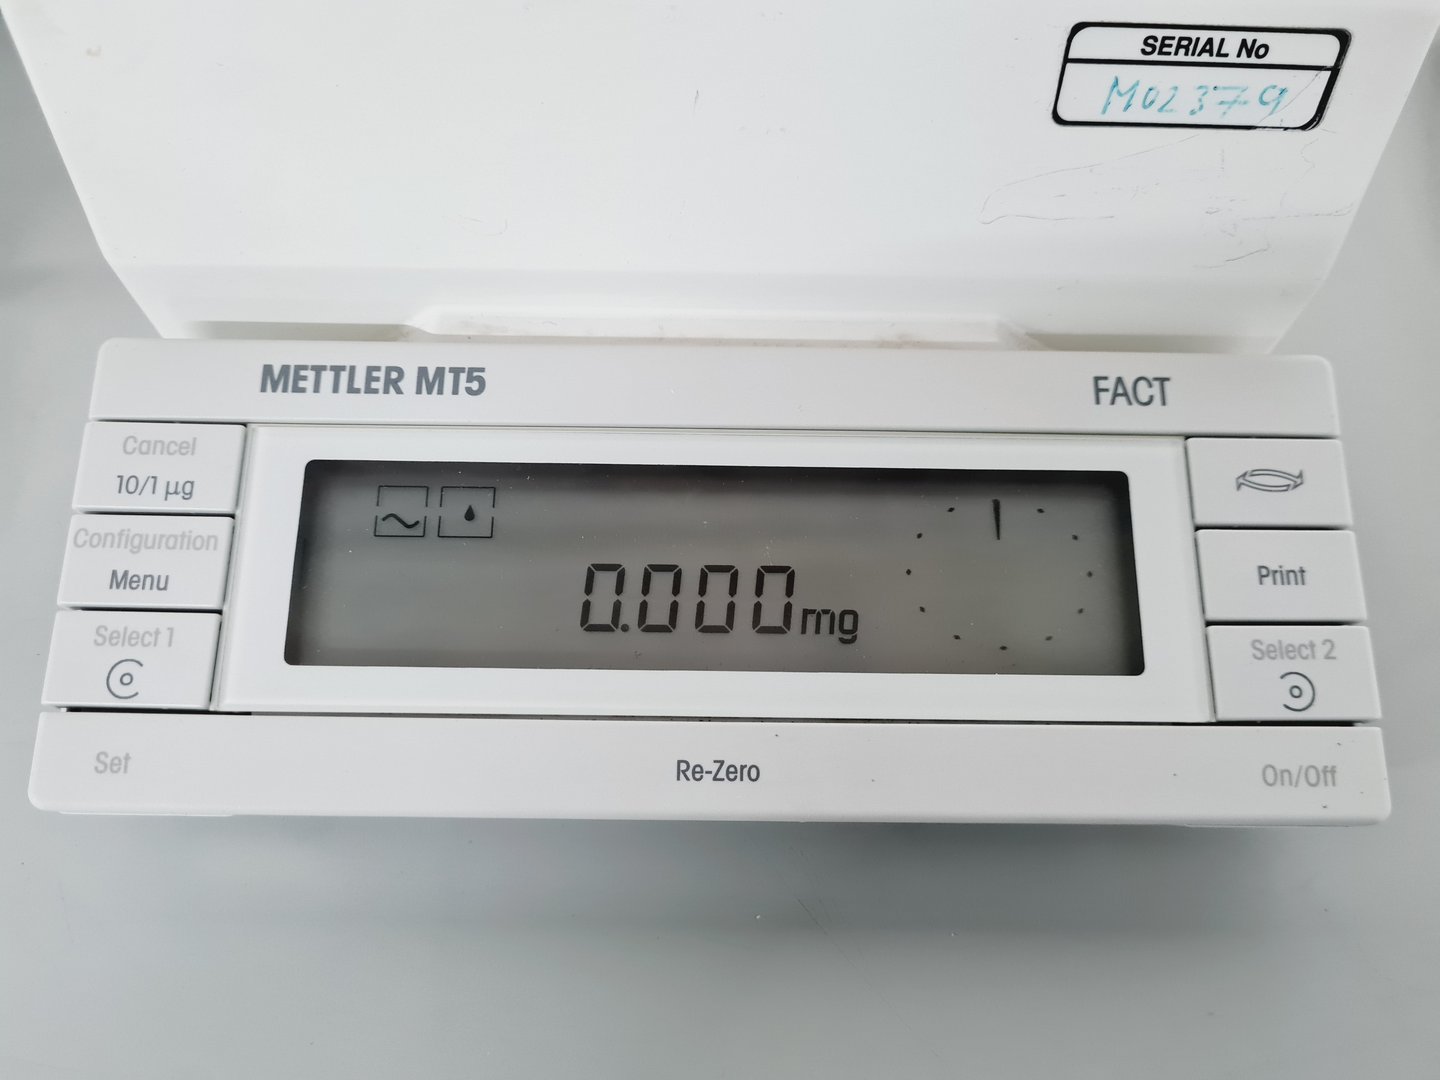 SERIAL No
M02379
METTLER MT5
FACT
Cancel
10/1 µg
Configuration
Menu
Select 1
0.000mg
Print
Select 2
Set
Re-Zero
On/Off